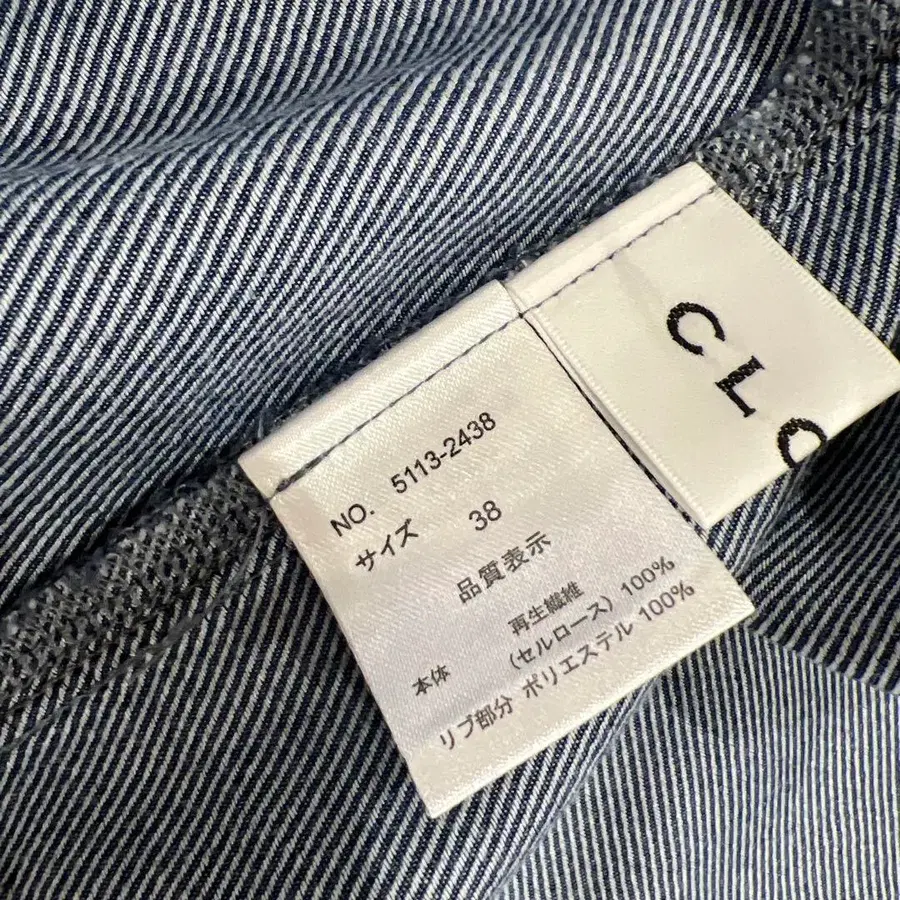 NO. 5113-2438
サイズ 38
品質表示
再生繊維
本体 (セルロース) 100%
リブ部分 ポリエステル 100%
CL